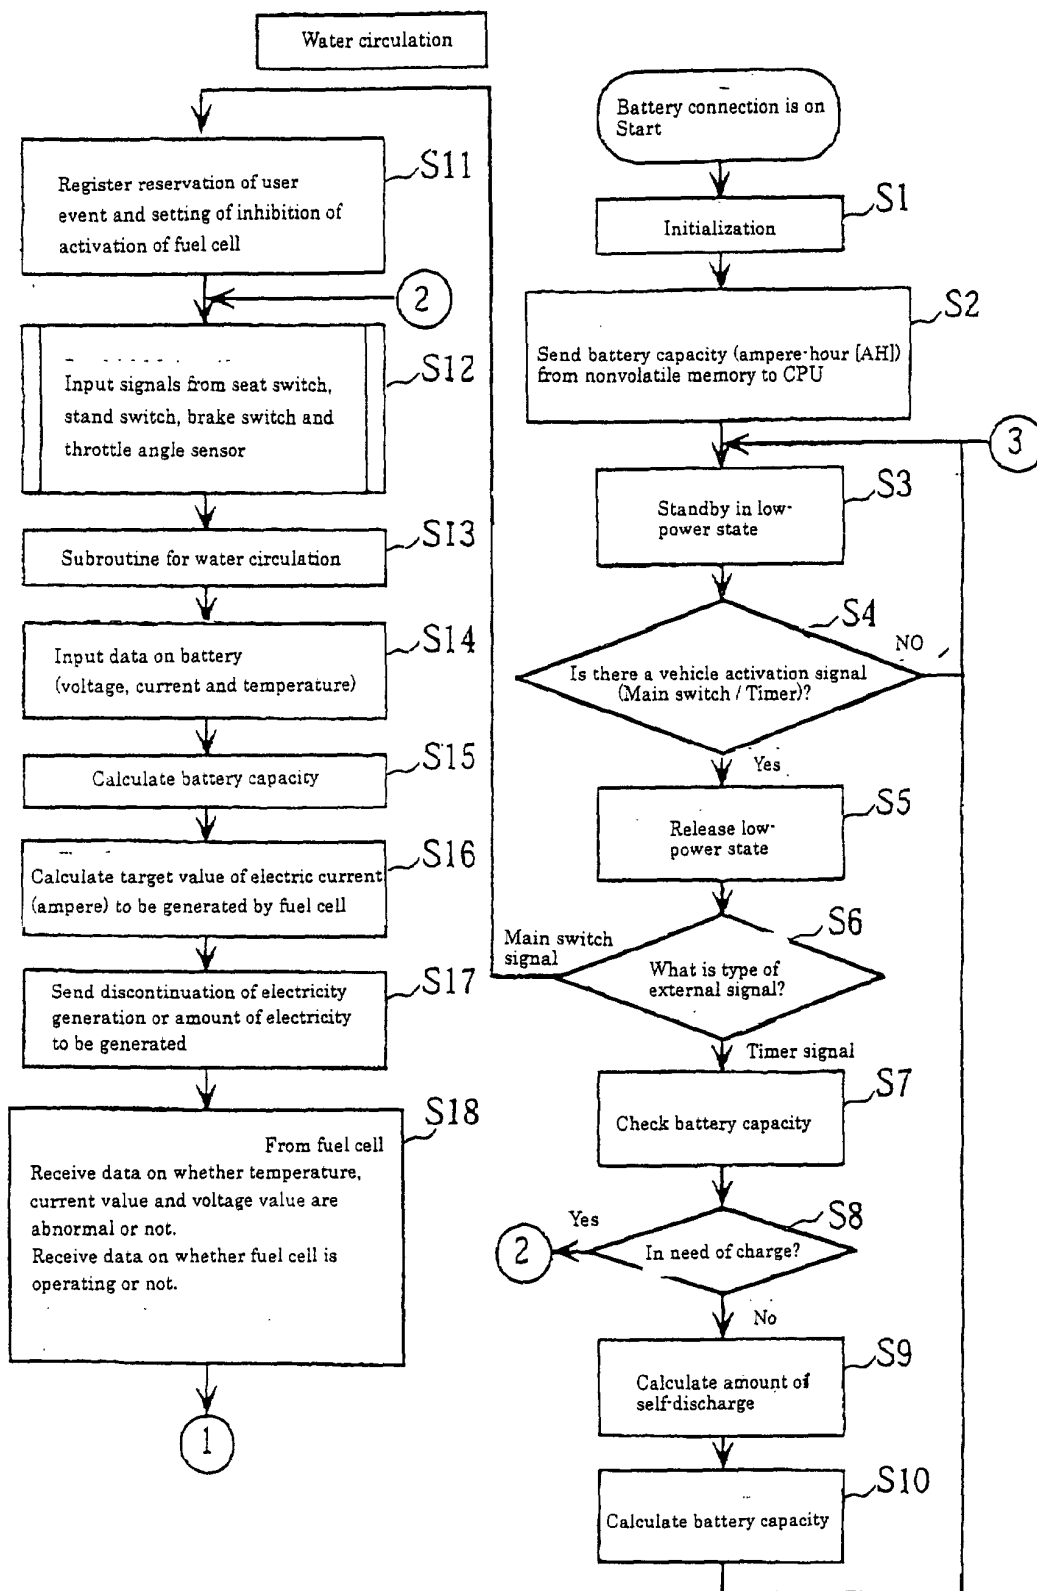 Water circulation
Register reservation of user
event and setting of inhibition of
activation of fuel cell
S11
2
Input signals from seat switch,
stand switch, brake switch and
throttle angle sensor
S12
Subroutine for water circulation
S13
Input data on battery
(voltage, current and temperature)
S14
Calculate battery capacity
S15
Calculate target value of electric current
(ampere) to be generated by fuel cell
S16
Send discontinuation of electricity
generation or amount of electricity
to be generated
S17
From fuel cell
Receive data on whether temperature,
current value and voltage value are
abnormal or not.
Receive data on whether fuel cell is
operating or not.
S18
1
Battery connection is on
Start
Initialization
S1
Send battery capacity (ampere-hour [AH])
from nonvolatile memory to CPU
S2
3
Standby in low-
power state
S3
Is there a vehicle activation signal
(Main switch / Timer)?
S4
NO
Yes
Release low-
power state
S5
What is type of
external signal?
S6
Main switch
signal
Timer signal
Check battery capacity
S7
In need of charge?
S8
Yes
2
No
Calculate amount of
self-discharge
S9
Calculate battery capacity
S10